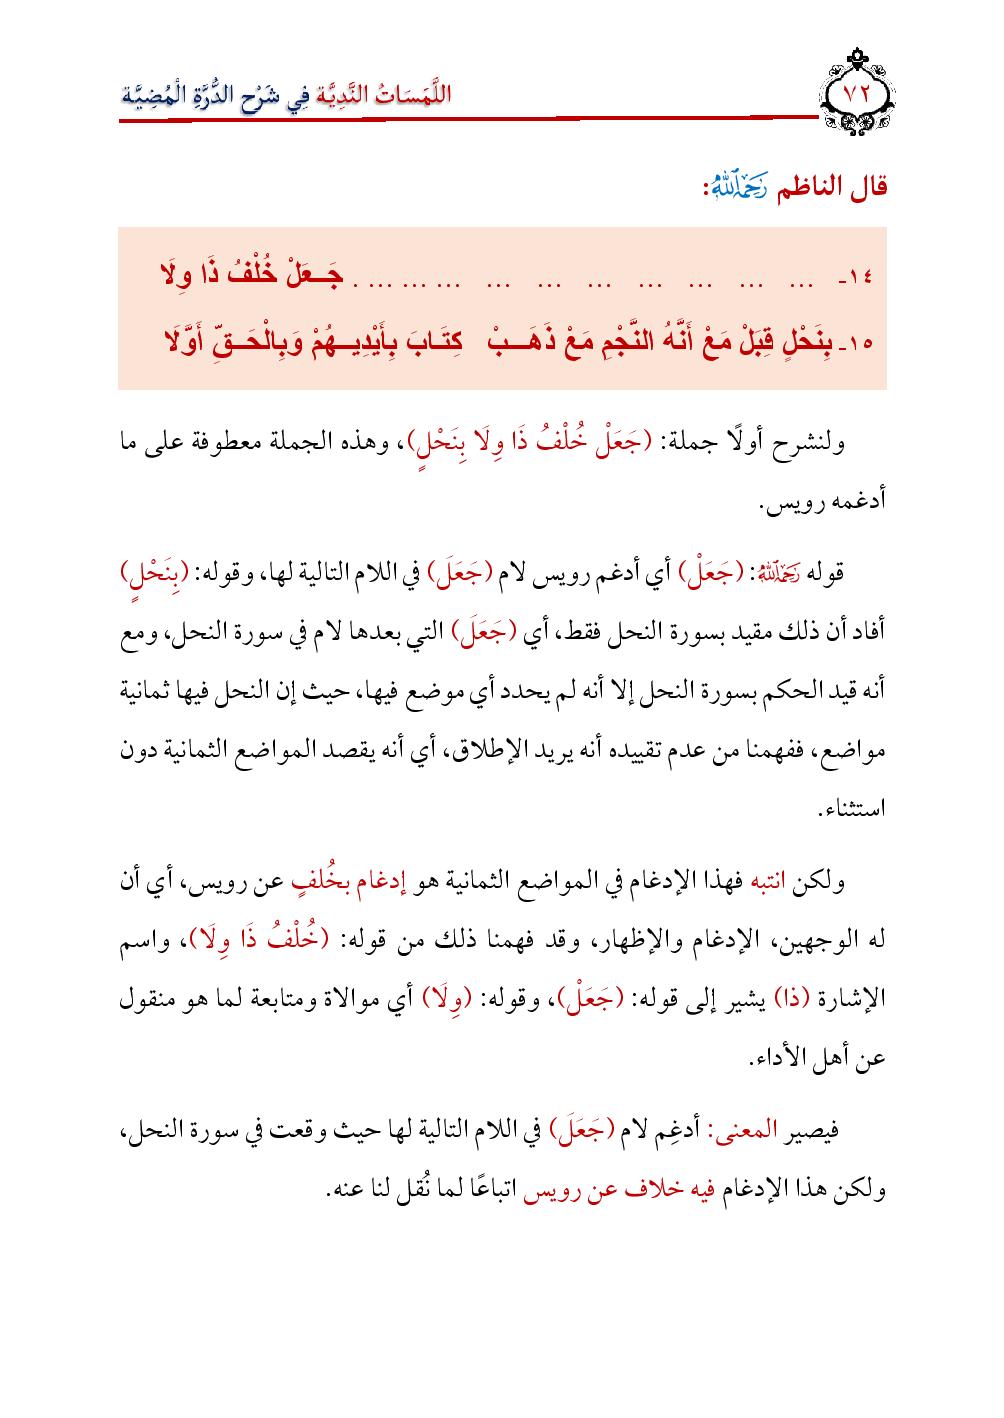 ٧٢
اللَّمَسَاتُ النَّدِيَّة فِي شَرْحِ الدُّرَّةِ الْمُضِيَّة
قال الناظم رَحِمَهُ اللَّهُ:
١٤- ... ... ... ... ... ... ... ... ... ... . جَـــعَلْ خُلْفُ ذَا وِلَا
١٥- بِنَحْلٍ قِبَلْ مَعْ أَنَّهُ النَّجْمِ مَعْ ذَهَـــبْ كِتَـابَ بِأَيْدِيـــهُمْ وَبِالْحَــقِّ أَوَّلَا
ولنشرح أولًا جملة: (جَعَلْ خُلْفُ ذَا وِلَا بِنَحْلٍ)، وهذه الجملة معطوفة على ما
أدغمه رويس.
قوله رَحِمَهُ اللَّهُ: (جَعَلْ) أي أدغم رويس لام (جَعَلَ) في اللام التالية لها، وقوله: (بِنَحْلٍ)
أفاد أن ذلك مقيد بسورة النحل فقط، أي (جَعَلَ) التي بعدها لام في سورة النحل، ومع
أنه قيد الحكم بسورة النحل إلا أنه لم يحدد أي موضع فيها، حيث إن النحل فيها ثمانية
مواضع، ففهمنا من عدم تقييده أنه يريد الإطلاق، أي أنه يقصد المواضع الثمانية دون
استثناء.
ولكن انتبه فهذا الإدغام في المواضع الثمانية هو إدغام بخُلفٍ عن رويس، أي أن
له الوجهين، الإدغام والإظهار، وقد فهمنا ذلك من قوله: (خُلْفُ ذَا وِلَا)، واسم
الإشارة (ذا) يشير إلى قوله: (جَعَلْ)، وقوله: (وِلَا) أي موالاة ومتابعة لما هو منقول
عن أهل الأداء.
فيصير المعنى: أدغِم لام (جَعَلَ) في اللام التالية لها حيث وقعت في سورة النحل،
ولكن هذا الإدغام فيه خلاف عن رويس اتباعًا لما نُقل لنا عنه.